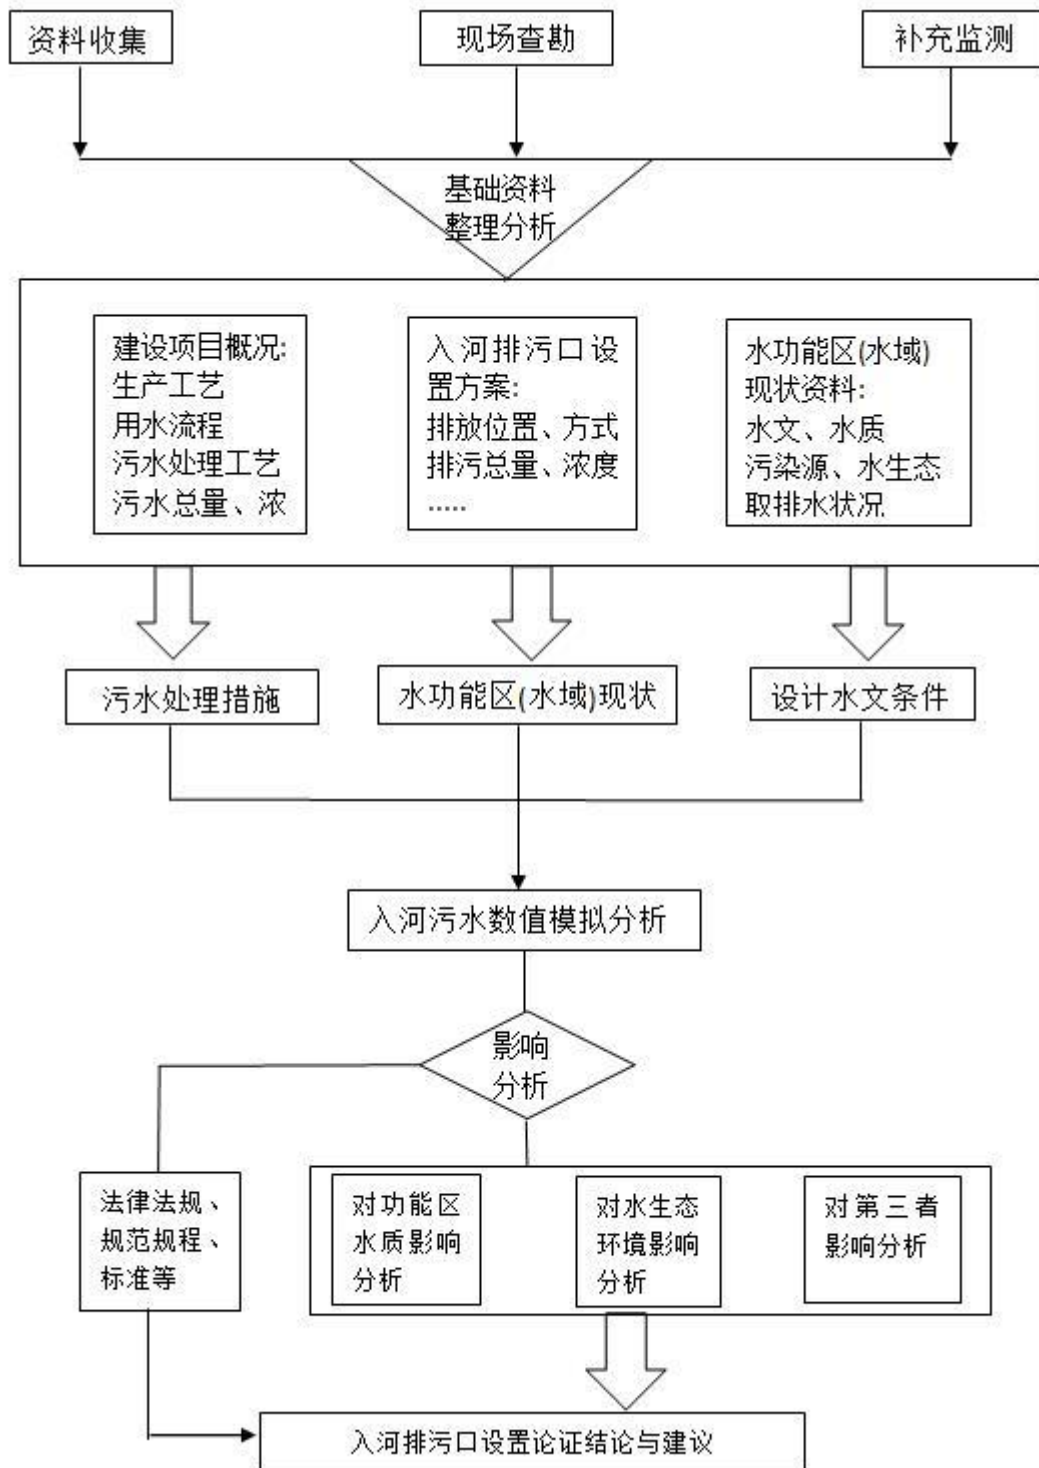 资料收集
现场查勘
补充监测
基础资料
整理分析
建设项目概况:
生产工艺
用水流程
污水处理工艺
污水总量、浓
入河排污口设
置方案:
排放位置、方式
排污总量、浓度
.....
水功能区(水域)
现状资料:
水文、水质
污染源、水生态
取排水状况
污水处理措施
水功能区(水域)现状
设计水文条件
入河污水数值模拟分析
影响
分析
法律法规、
规范规程、
标准等
对功能区
水质影响
分析
对水生态
环境影响
分析
对第三者
影响分析
入河排污口设置论证结论与建议